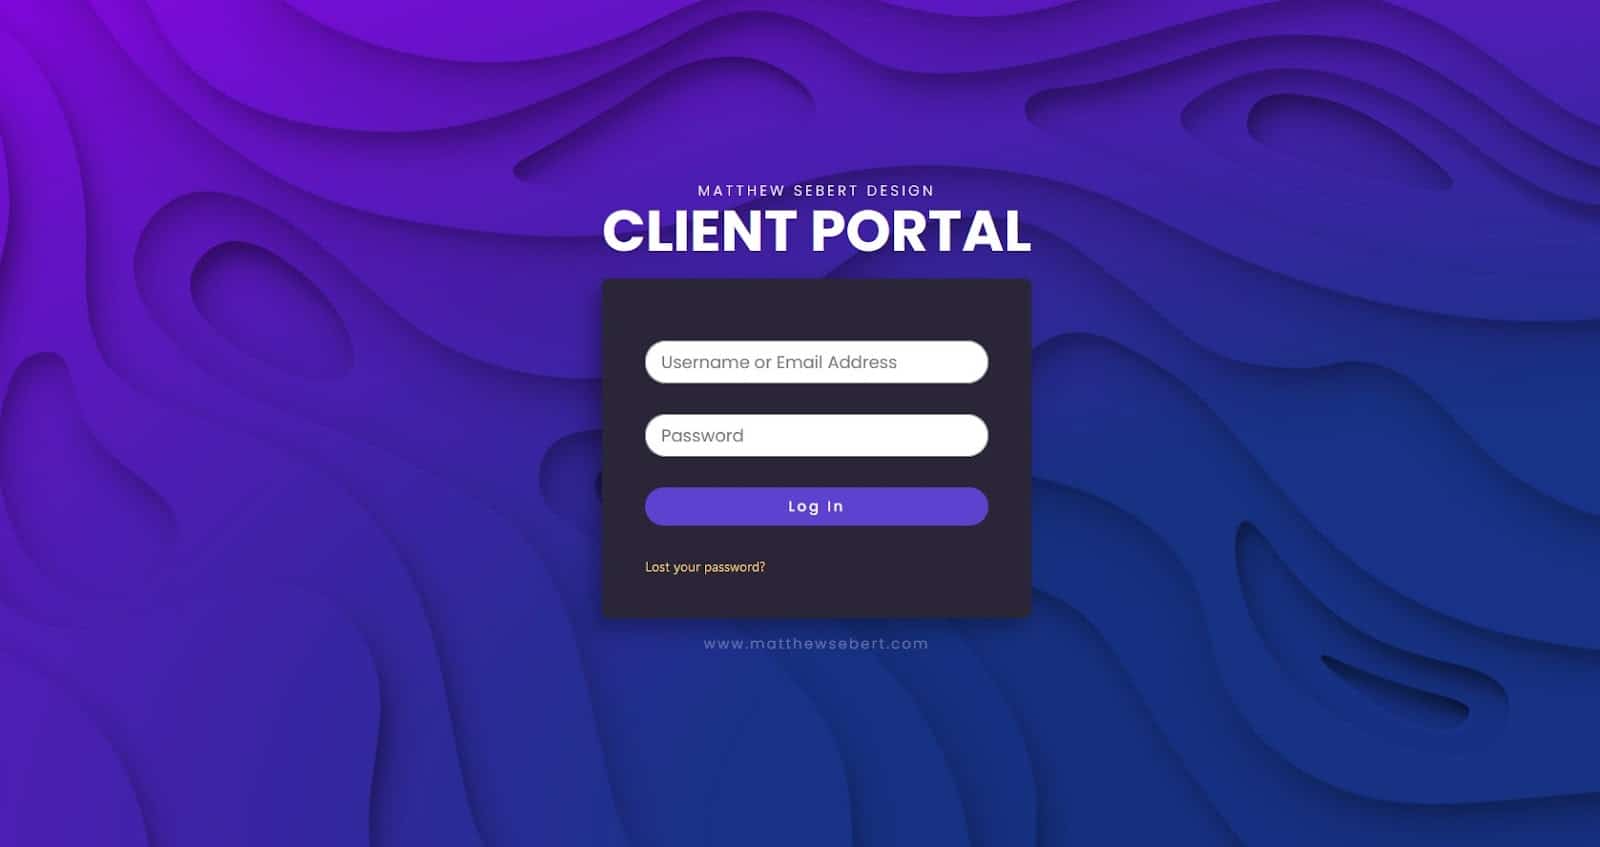 MATTHEW SEBERT DESIGN
CLIENT PORTAL
Username or Email Address
Password
Log In
Lost your password?
www.matthewsebert.com